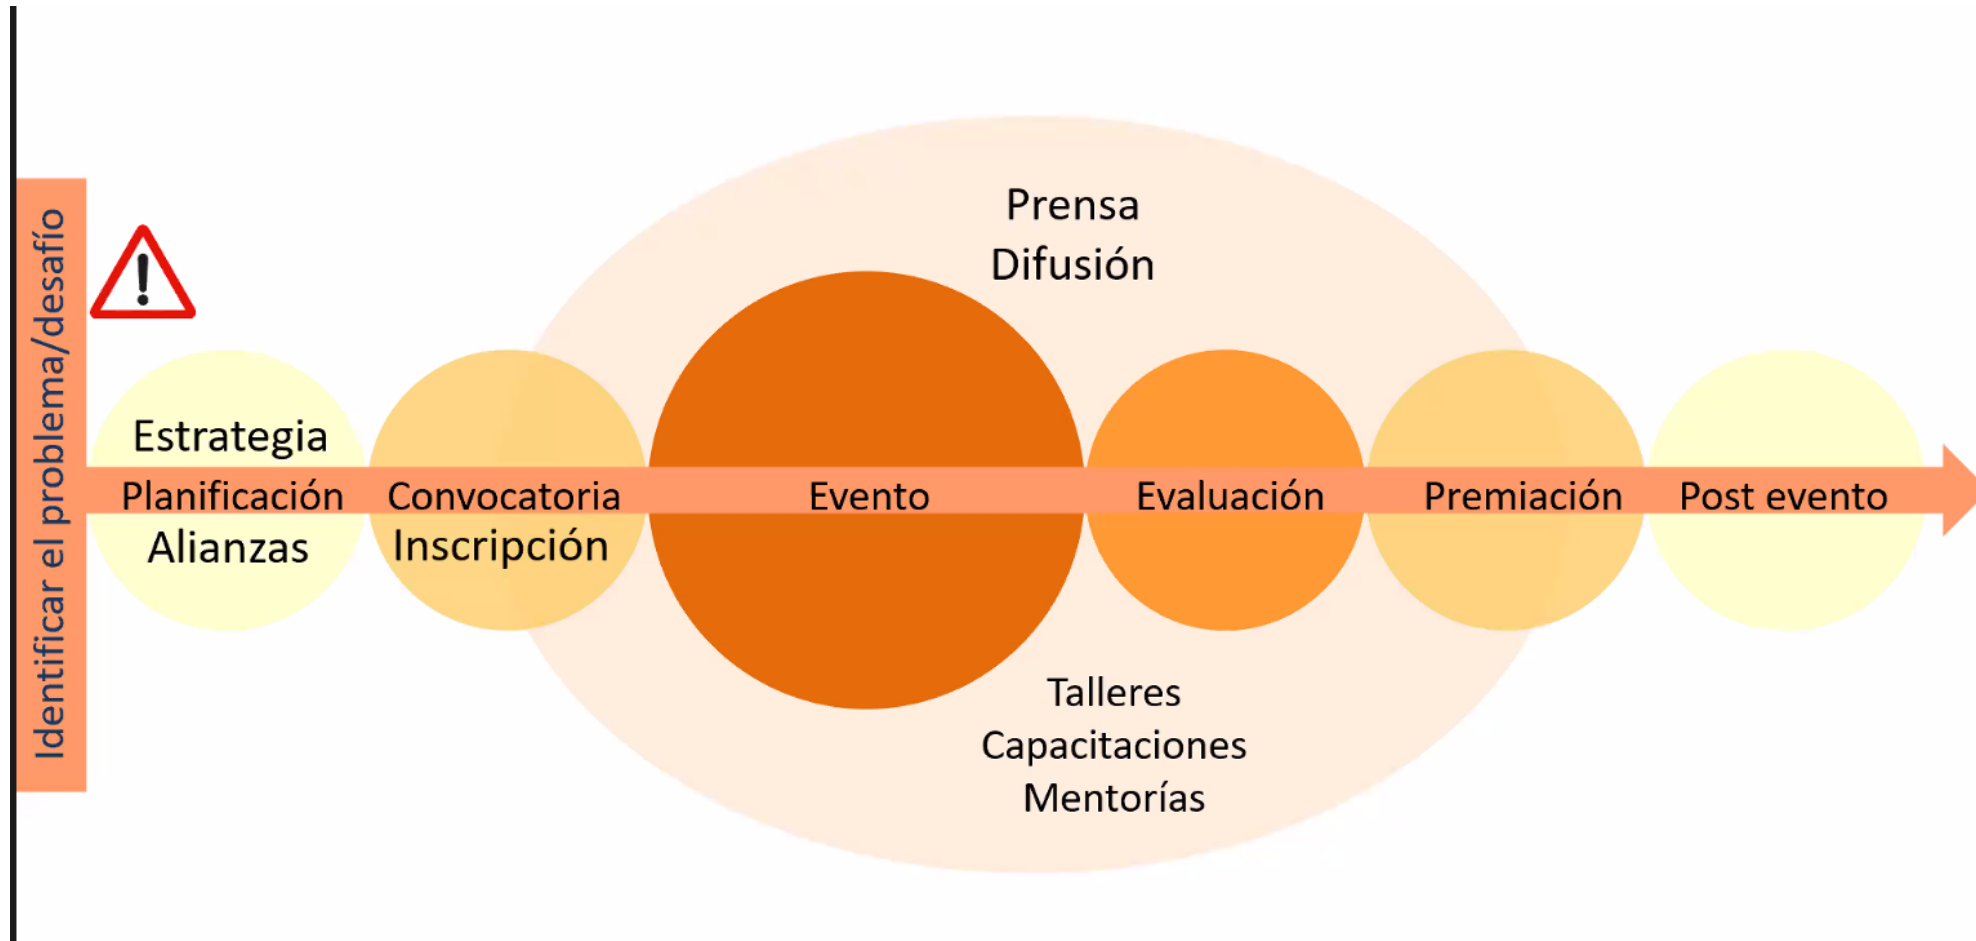 Identificar el problema/desafío
Estrategia
Planificación
Alianzas
Convocatoria
Inscripción
Prensa
Difusión
Evento
Talleres
Capacitaciones
Mentorías
Evaluación
Premiación
Post evento